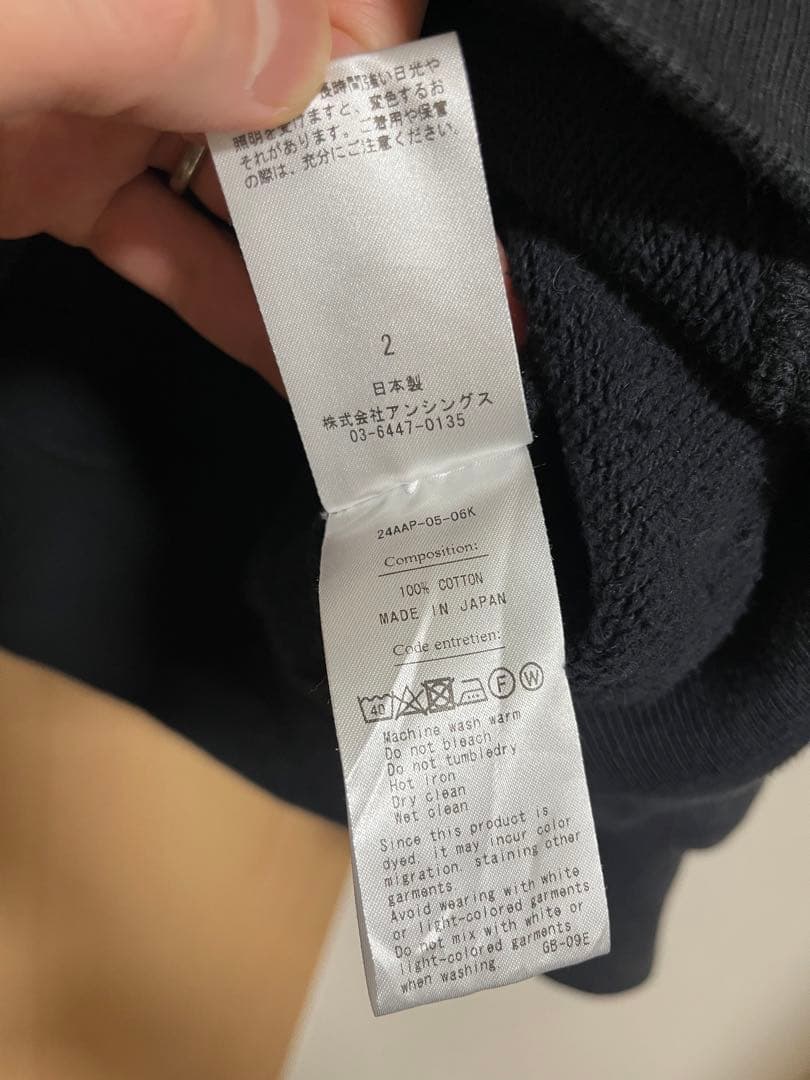 長時間強い日光や
照明を受けますと、変色するお
それがあります。ご着用や保管
の際は、充分にご注意ください。
2
日本製
株式会社アンシングス
03-6447-0135
24AAP-05-06K
Composition:
100% COTTON
MADE IN JAPAN
Code entretien:
40 F W
Machine wash warm
Do not bleach
Do not tumbledry
Hot iron
Dry clean
Wet clean
Since this product is
dyed, it may incur color
migration, staining other
garments
Avoid wearing with white
or light-colored garments
Do not mix with white or
light-colored garments
when washing GB-09E